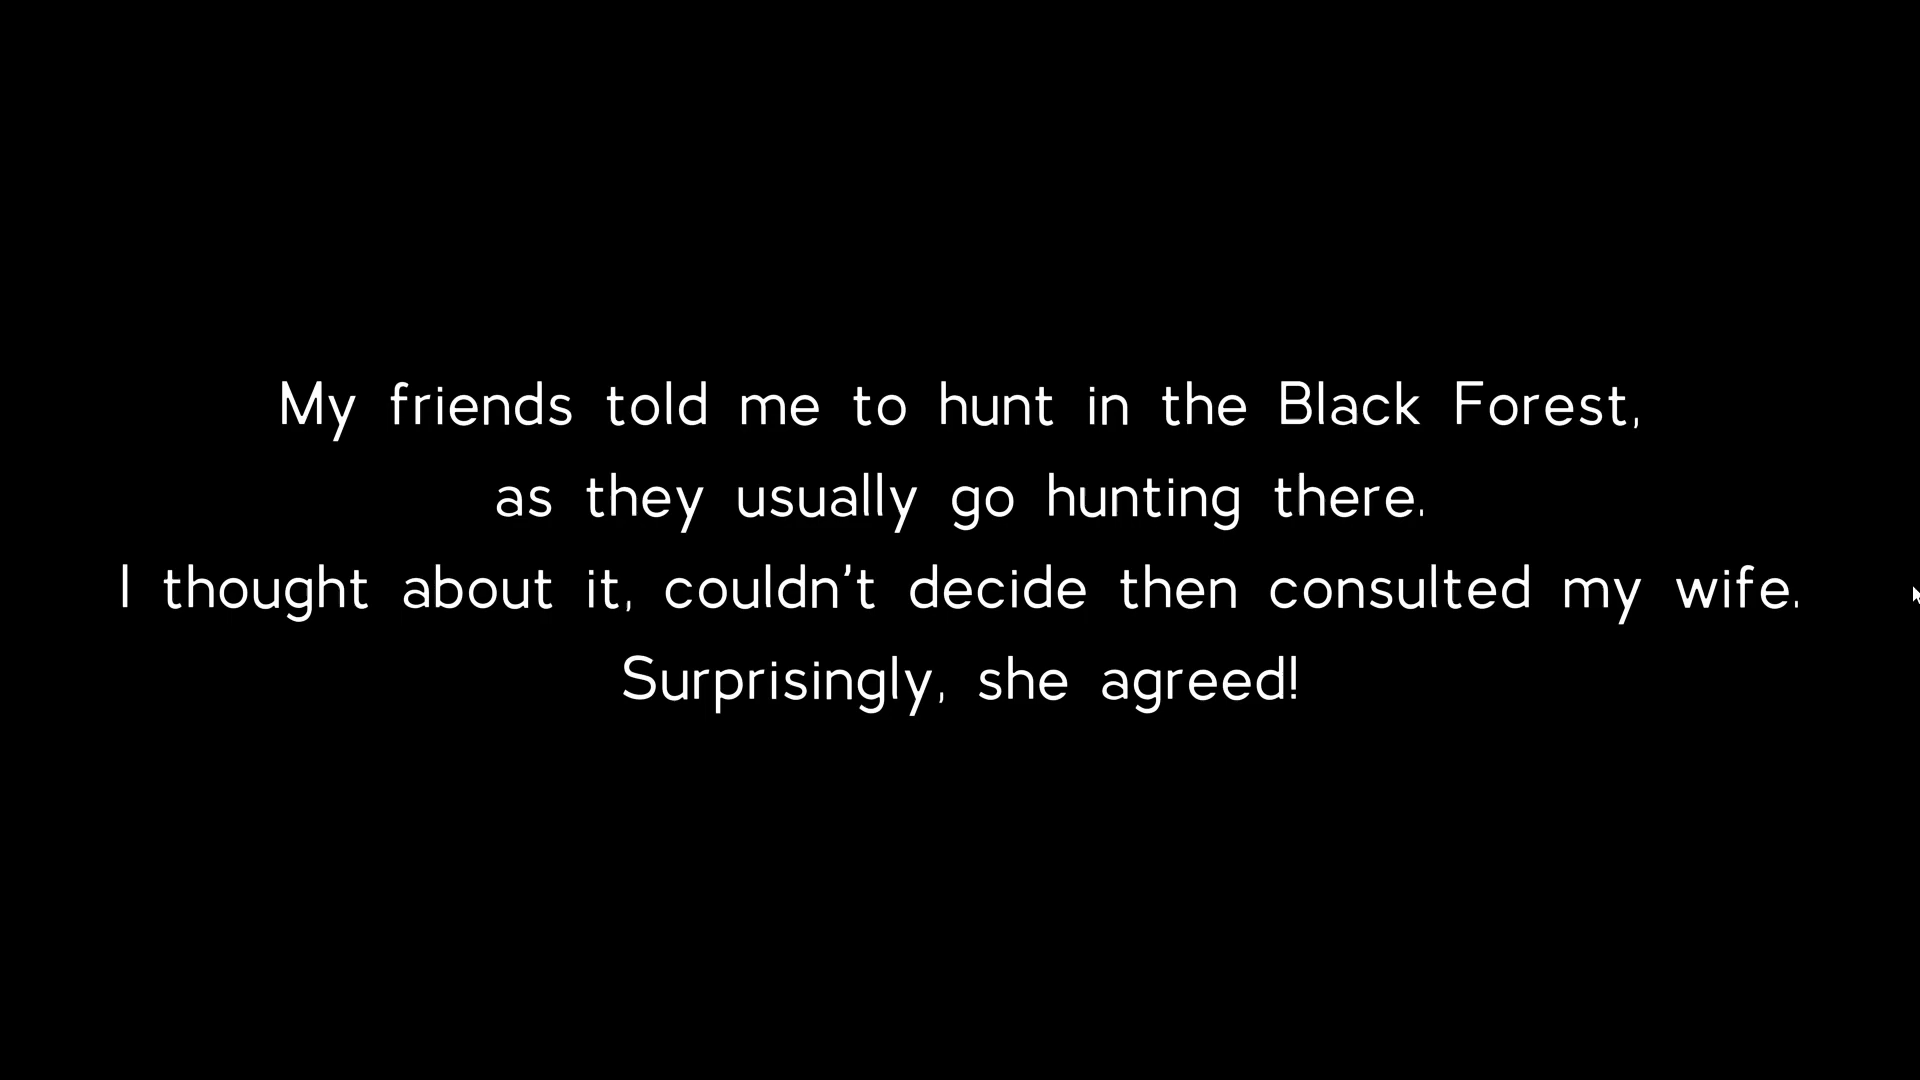 My friends told me to hunt in the Black Forest,
as they usually go hunting there.
I thought about it, couldn't decide then consulted my wife.
Surprisingly, she agreed!